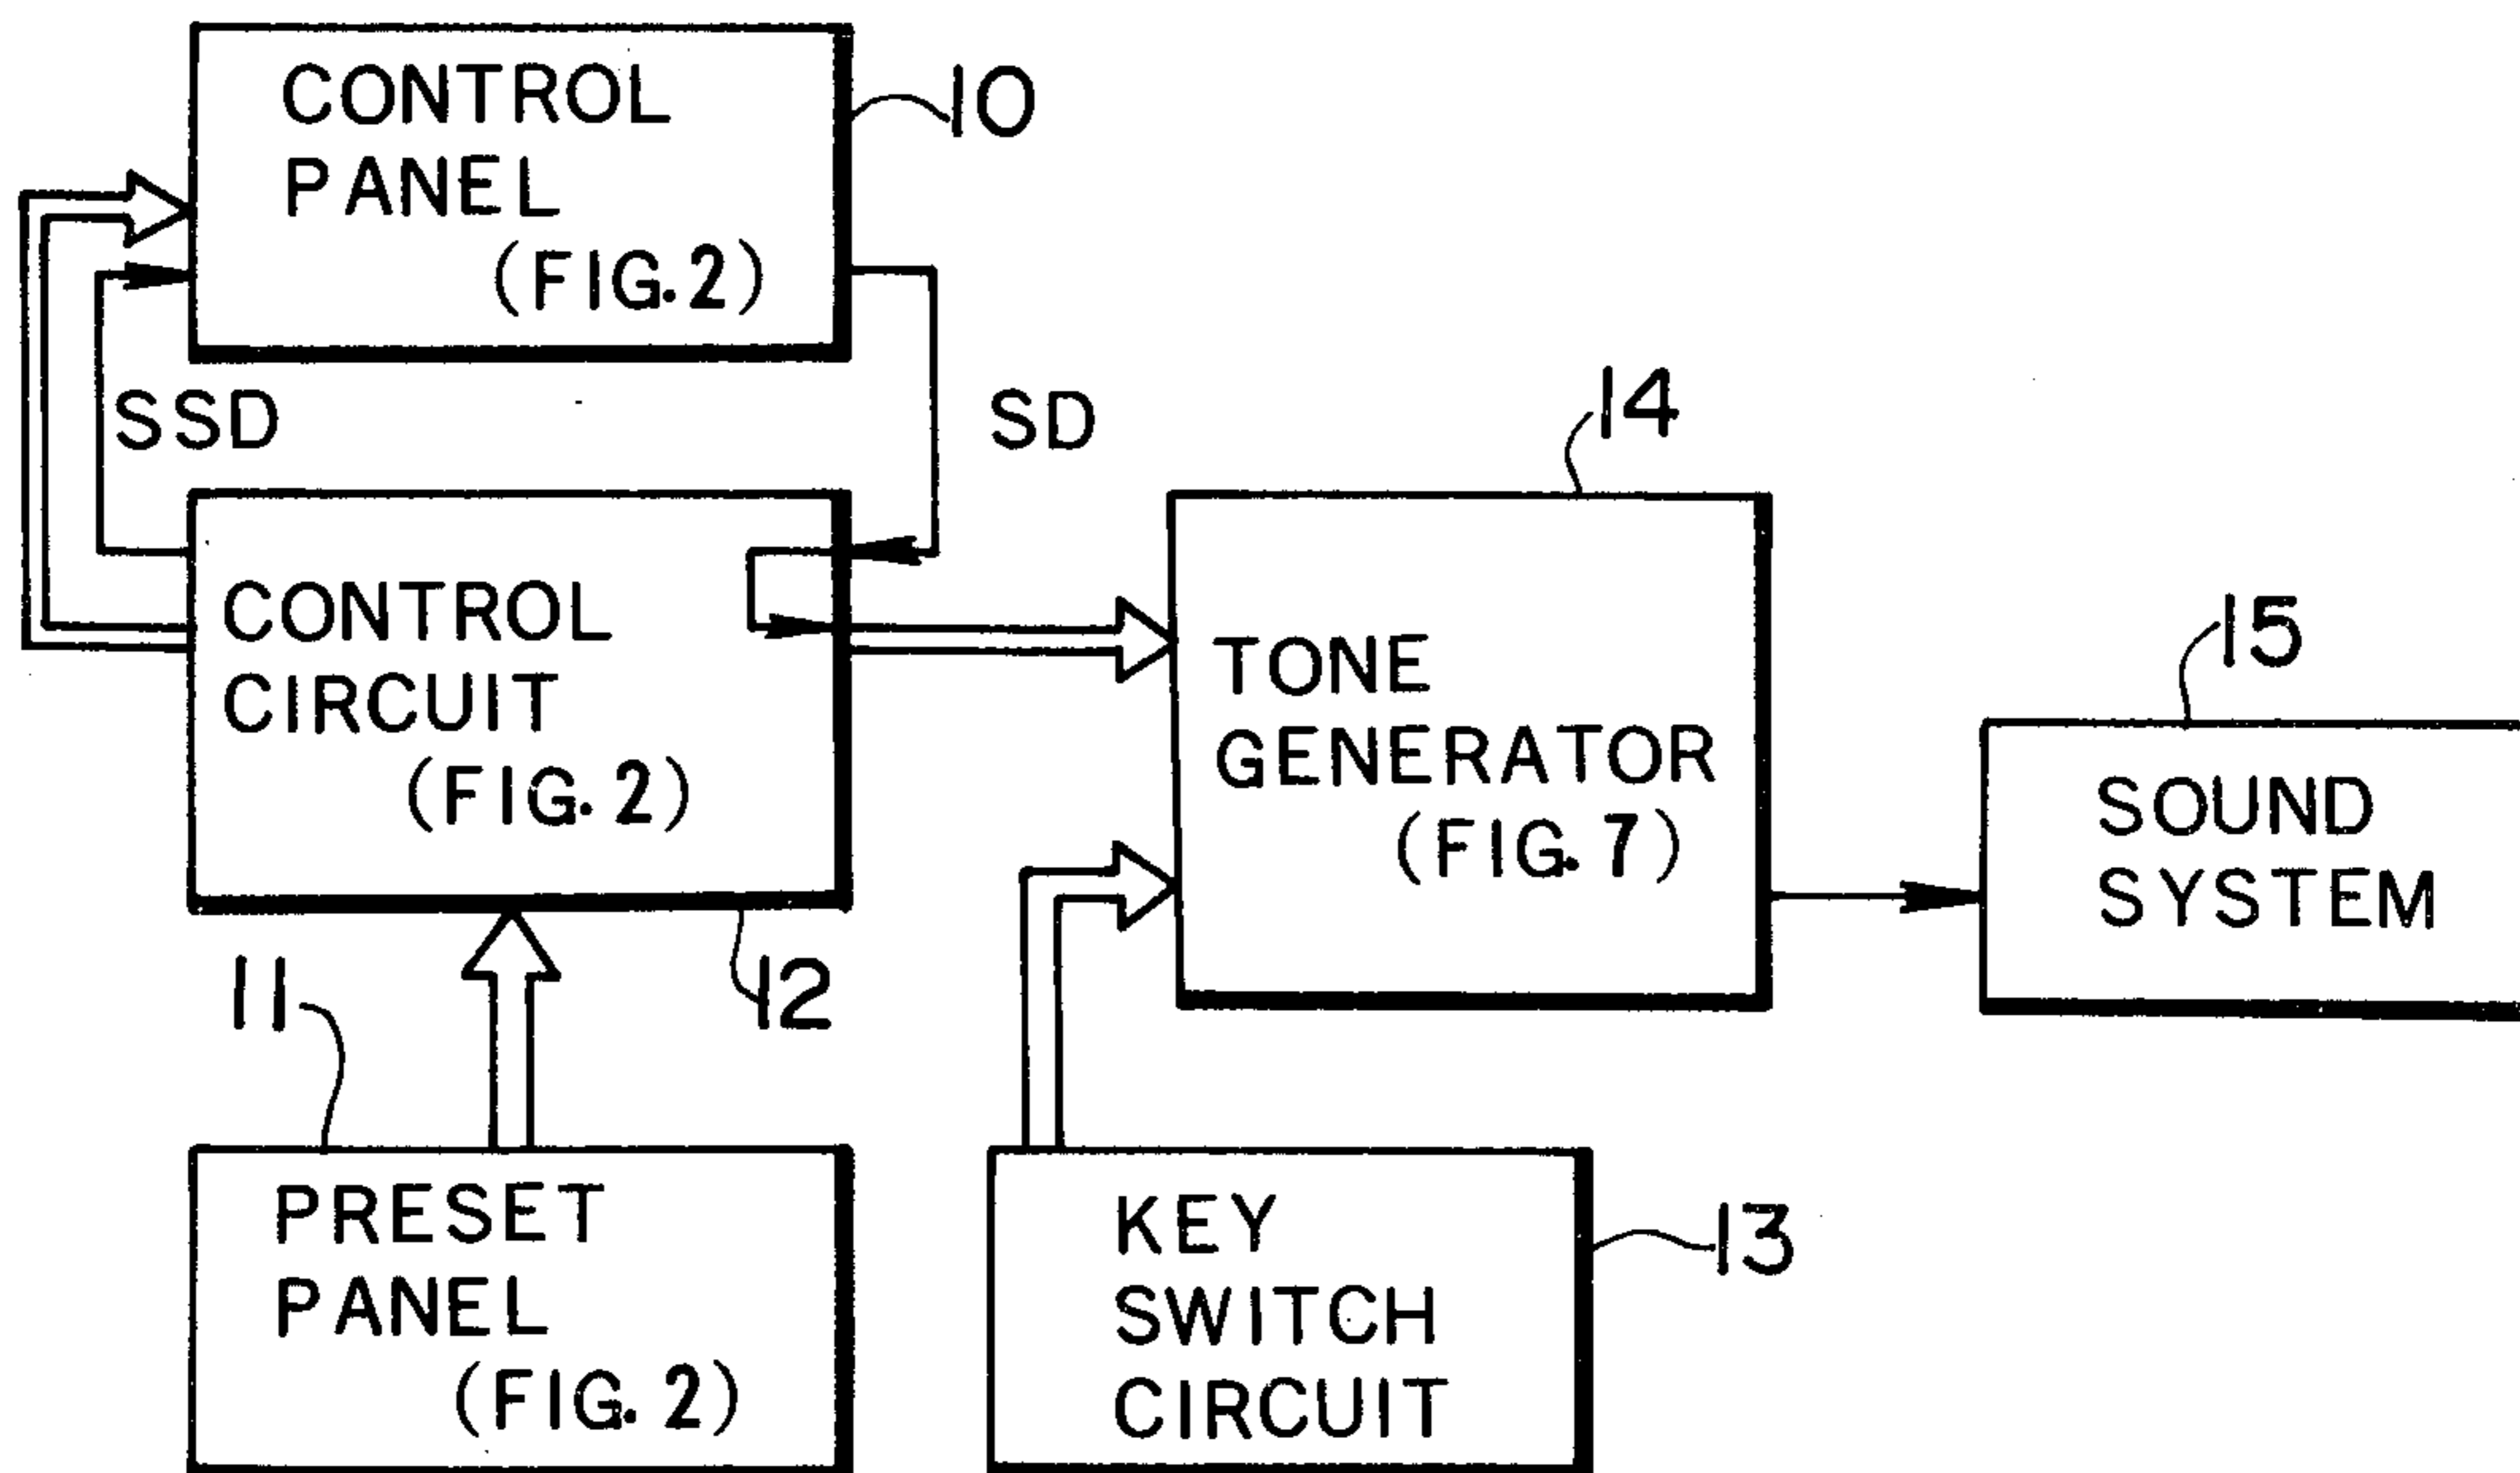 CONTROL
PANEL
(FIG.2)
10
SSD
SD
CONTROL
CIRCUIT
(FIG.2)
12
14
TONE
GENERATOR
(FIG.7)
15
SOUND
SYSTEM
11
PRESET
PANEL
(FIG.2)
KEY
SWITCH
CIRCUIT
13